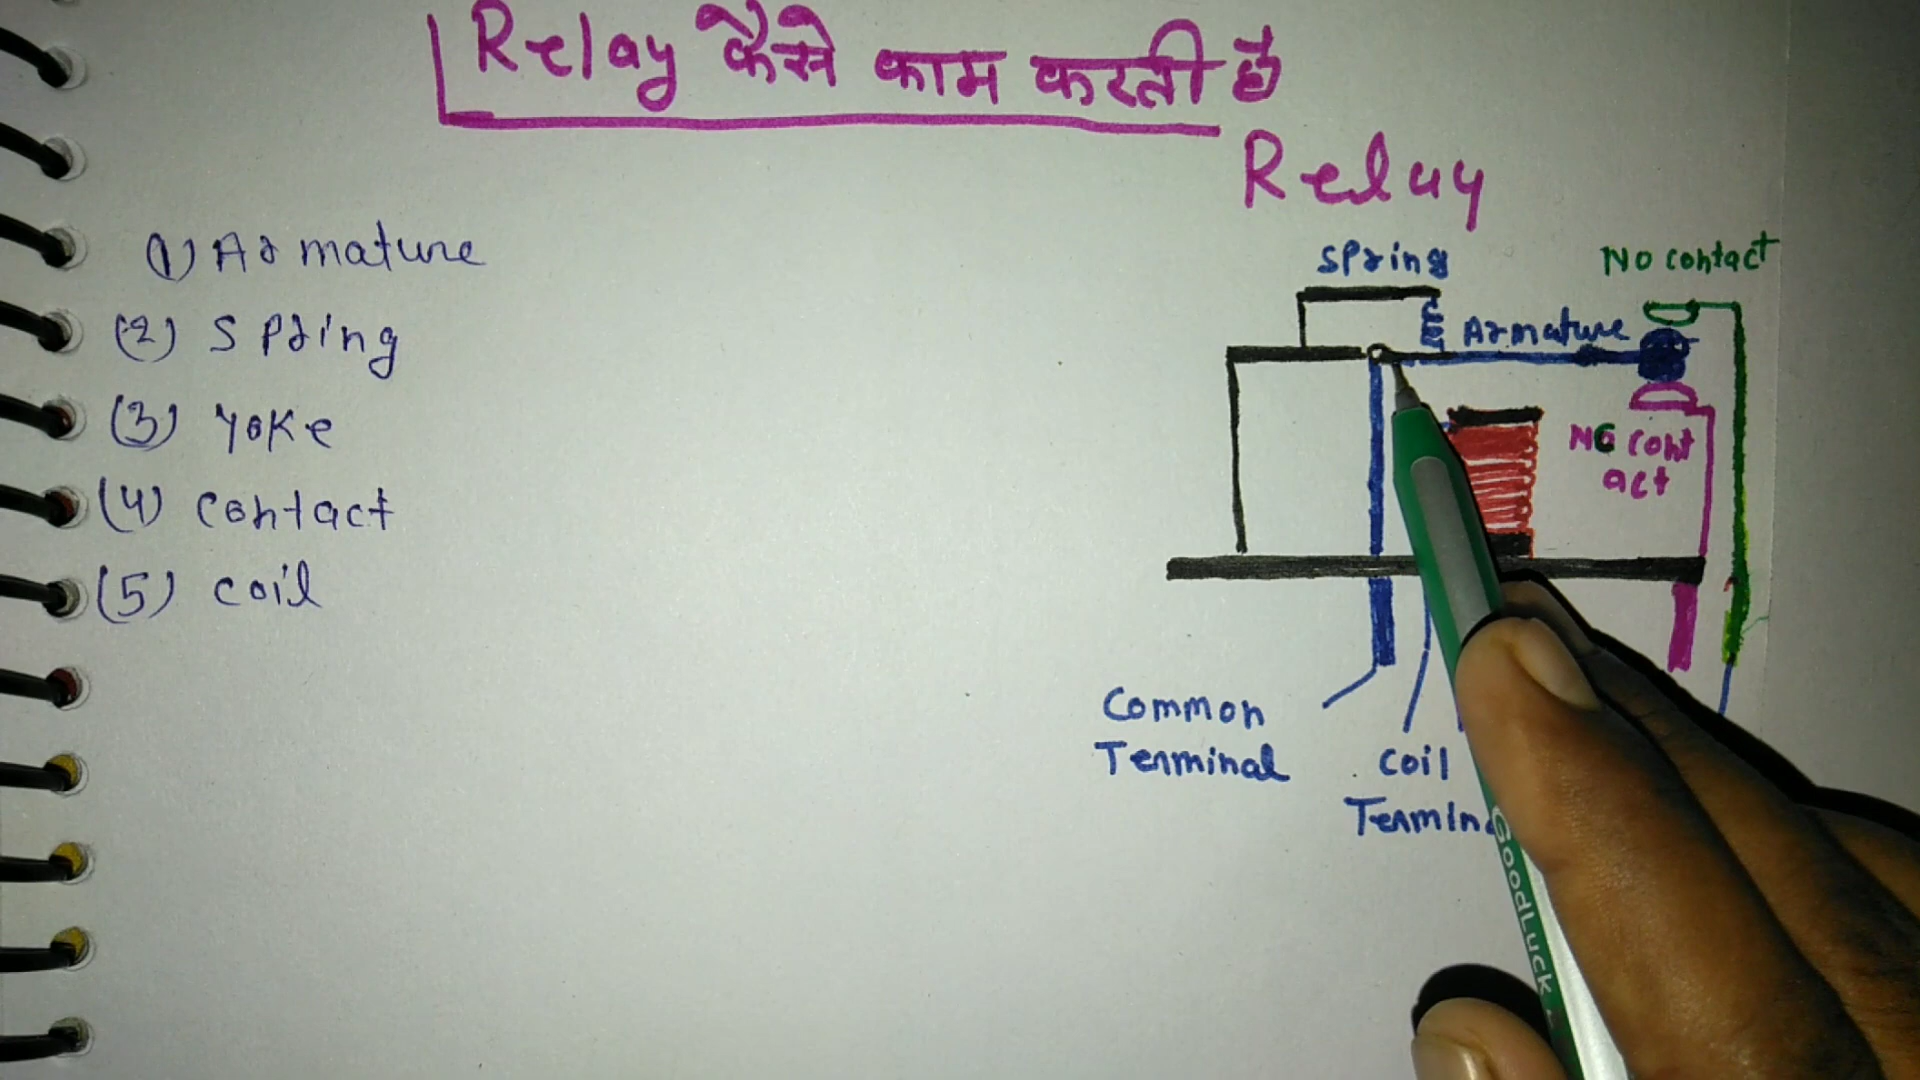 Relay कैसे काम करती है
Relay
(1) Armature
(2) Spring
(3) Yoke
(4) contact
(5) coil
Spring
No contact
Armature
NC cont
act
Common
Terminal
coil
Termin
GoodLuck